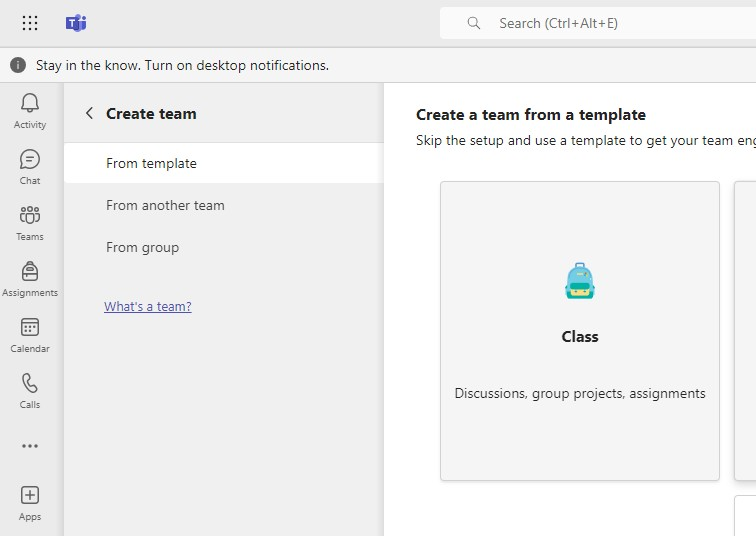 Search (Ctrl+Alt+E)
Stay in the know. Turn on desktop notifications.
Activity
Chat
Teams
Assignments
Calendar
Calls
Apps
Create team
From template
From another team
From group
What's a team?
Create a team from a template
Skip the setup and use a template to get your team
Class
Discussions, group projects, assignments